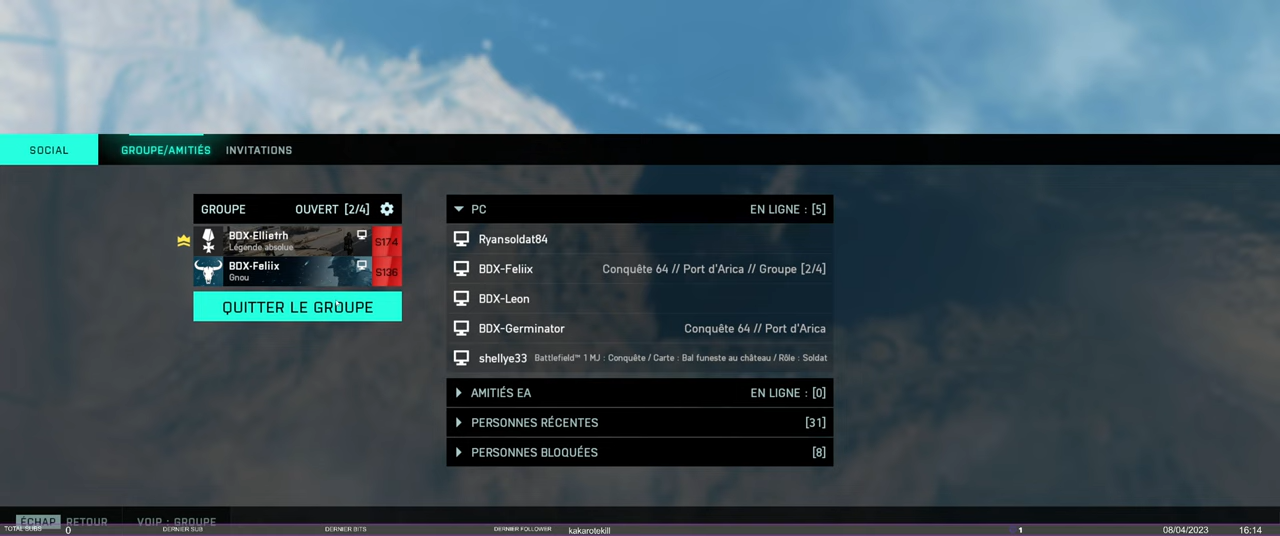 SOCIAL GROUPE/AMITIÉS INVITATIONS
GROUPE OUVERT [2/4]
BDX-Ellietrh
Légende absolue
S174
BDX-Feliix
Gnou
S136
QUITTER LE GROUPE
PC EN LIGNE : [5]
Ryansoldat84
BDX-Feliix Conquête 64 // Port d'Arica // Groupe [2/4]
BDX-Leon
BDX-Germinator Conquête 64 // Port d'Arica
shellye33 Battlefield™ 1 MJ : Conquête / Carte : Bal funeste au château / Rôle : Soldat
AMITIÉS EA EN LIGNE : [0]
PERSONNES RÉCENTES [31]
PERSONNES BLOQUÉES [8]
ÉCHAP RETOUR VOIP : GROUPE
TOTAL SUBS 0 DERNIER SUB DERNIER BITS DERNIER FOLLOWER kakarotekill 1 08/04/2023 16:14